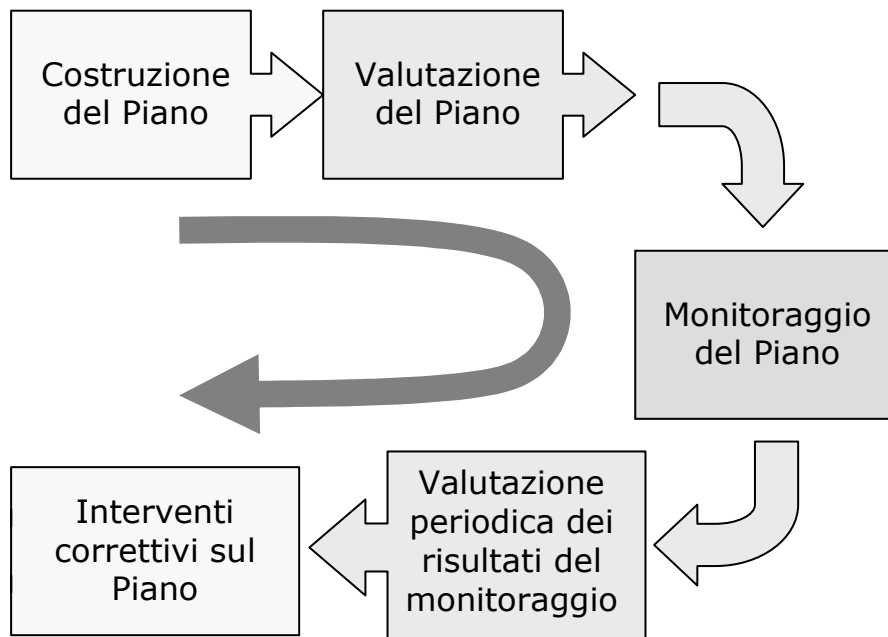 Costruzione
del Piano
Valutazione
del Piano
Monitoraggio
del Piano
Valutazione
periodica dei
risultati del
monitoraggio
Interventi
correttivi sul
Piano